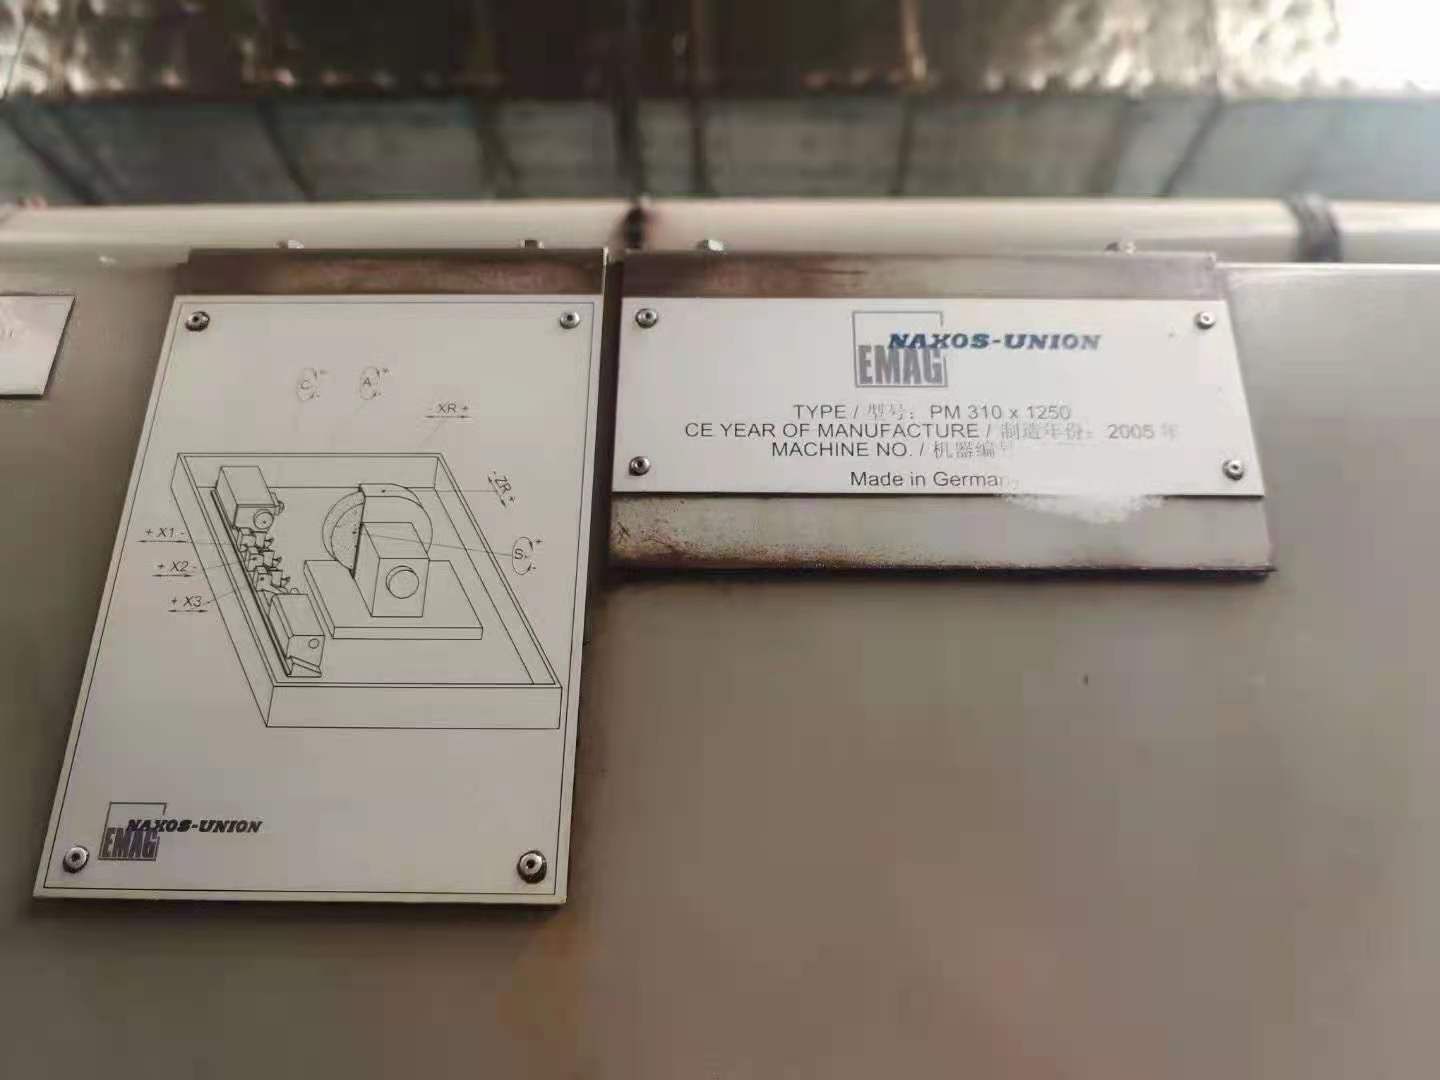 C + -
A + -
- XR +
- ZR +
+ X1 -
+ X2 -
+ X3 -
S + -
EMAG
NAXOS-UNION
NAXOS-UNION
EMAG
TYPE / 型号: PM 310 x 1250
CE YEAR OF MANUFACTURE / 制造年份: 2005 年
MACHINE NO. / 机器编号
Made in Germany